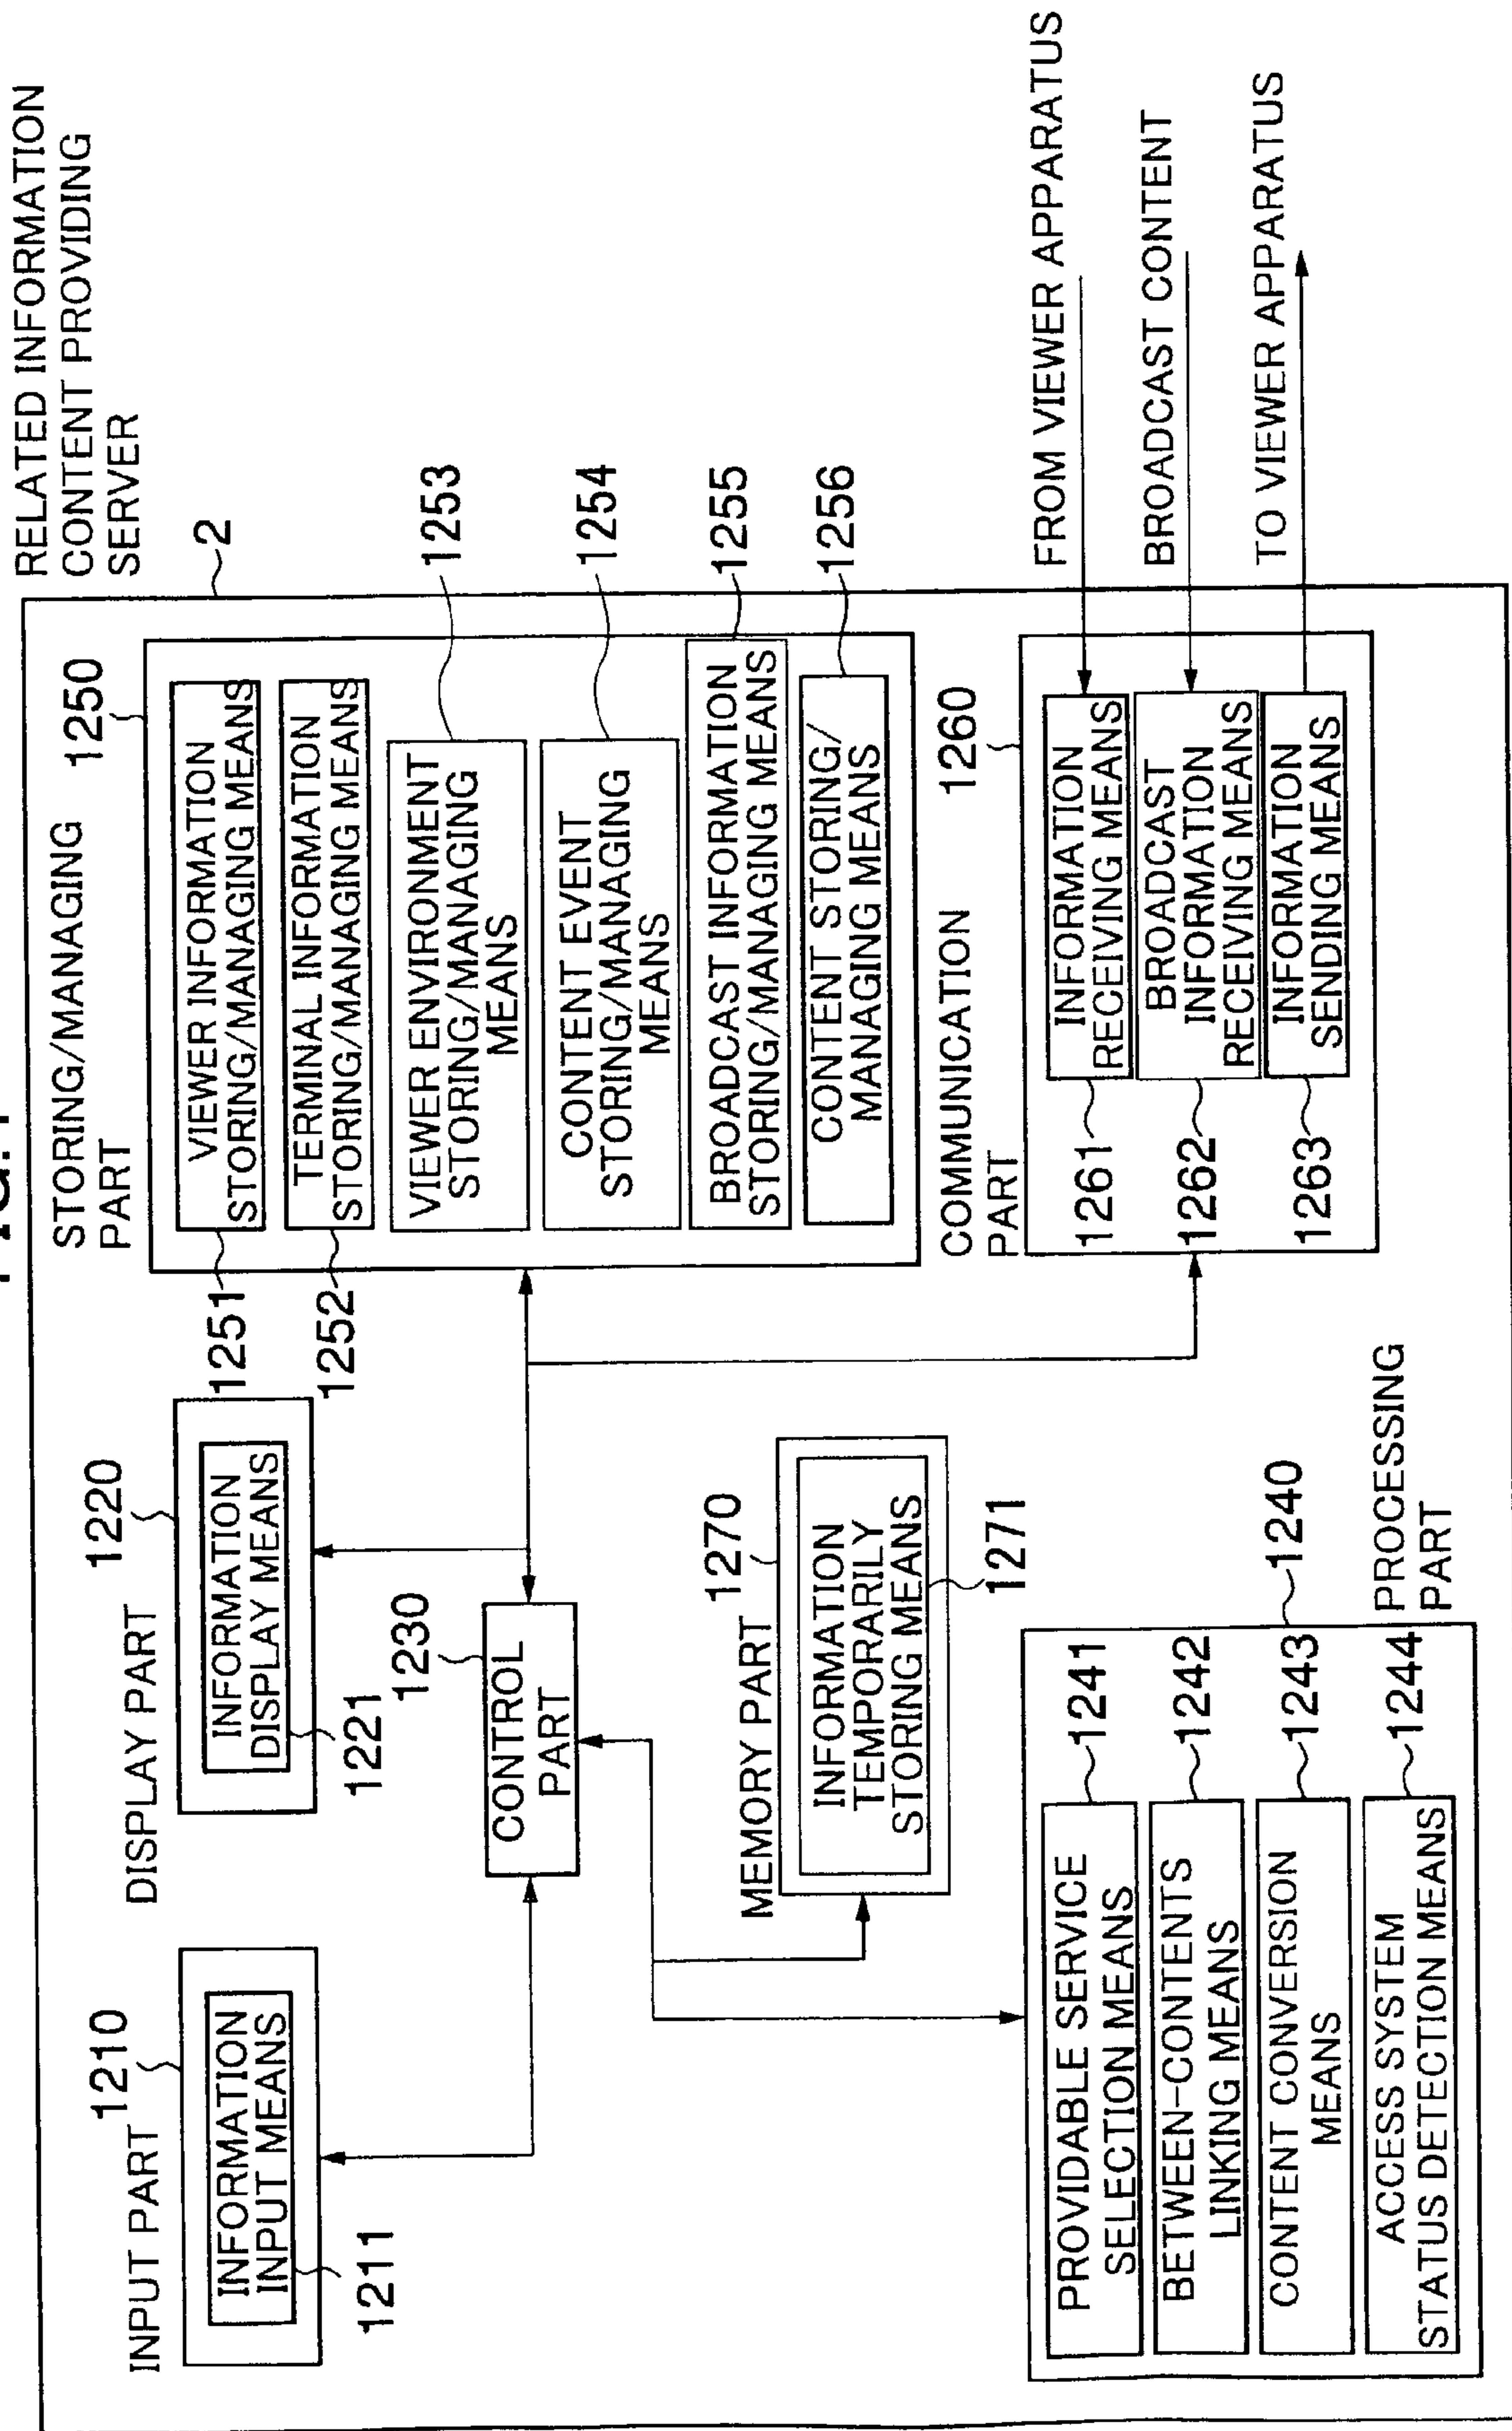 RELATED INFORMATION
CONTENT PROVIDING
SERVER
2
INPUT PART
1210
INFORMATION
INPUT MEANS
1211
DISPLAY PART
1220
INFORMATION
DISPLAY MEANS
1221
CONTROL
PART
1230
MEMORY PART
1270
INFORMATION
TEMPORARILY
STORING MEANS
1271
PROVIDABLE SERVICE
SELECTION MEANS
1241
BETWEEN-CONTENTS
LINKING MEANS
1242
CONTENT CONVERSION
MEANS
1243
ACCESS SYSTEM
STATUS DETECTION MEANS
1244
1240
PROCESSING
PART
STORING/MANAGING
PART
1250
VIEWER INFORMATION
STORING/MANAGING MEANS
1251
TERMINAL INFORMATION
STORING/MANAGING MEANS
1252
VIEWER ENVIRONMENT
STORING/MANAGING
MEANS
1253
CONTENT EVENT
STORING/MANAGING
MEANS
1254
BROADCAST INFORMATION
STORING/MANAGING MEANS
1255
CONTENT STORING/
MANAGING MEANS
1256
COMMUNICATION
PART
1260
INFORMATION
RECEIVING MEANS
1261
BROADCAST
INFORMATION
RECEIVING MEANS
1262
INFORMATION
SENDING MEANS
1263
FROM VIEWER APPARATUS
BROADCAST CONTENT
TO VIEWER APPARATUS